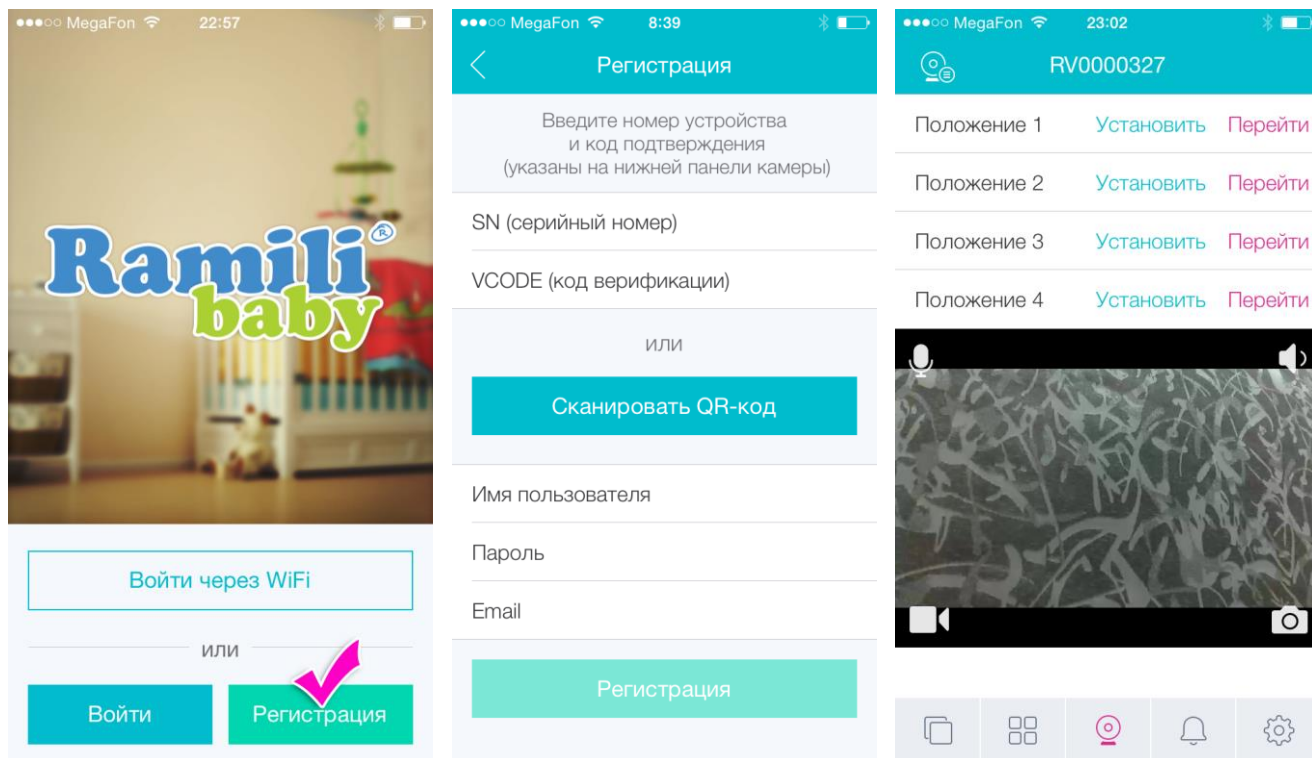 MegaFon 22:57
Ramili®
baby
Войти через WiFi
или
Войти Регистрация
MegaFon 8:39
Регистрация
Введите номер устройства
и код подтверждения
(указаны на нижней панели камеры)
SN (серийный номер)
VCODE (код верификации)
или
Сканировать QR-код
Имя пользователя
Пароль
Email
Регистрация
MegaFon 23:02
RV0000327
Положение 1 Установить Перейти
Положение 2 Установить Перейти
Положение 3 Установить Перейти
Положение 4 Установить Перейти